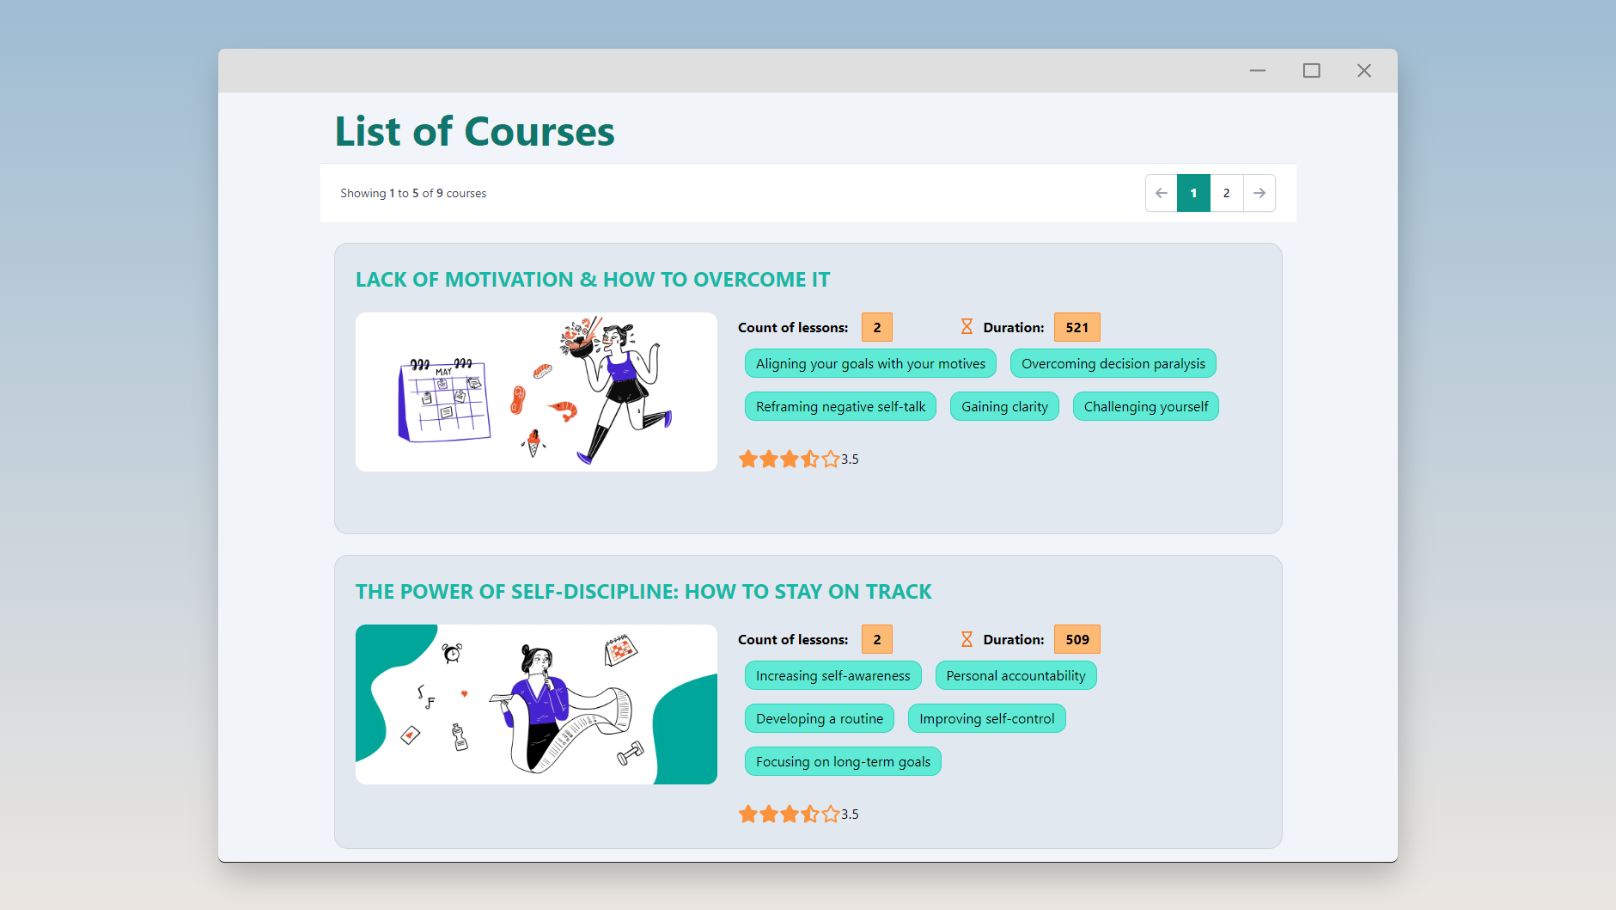 List of Courses
Showing 1 to 5 of 9 courses
1 2
LACK OF MOTIVATION & HOW TO OVERCOME IT
MAY
Count of lessons: 2 Duration: 521
Aligning your goals with your motives Overcoming decision paralysis
Reframing negative self-talk Gaining clarity Challenging yourself
3.5
THE POWER OF SELF-DISCIPLINE: HOW TO STAY ON TRACK
Count of lessons: 2 Duration: 509
Increasing self-awareness Personal accountability
Developing a routine Improving self-control
Focusing on long-term goals
3.5